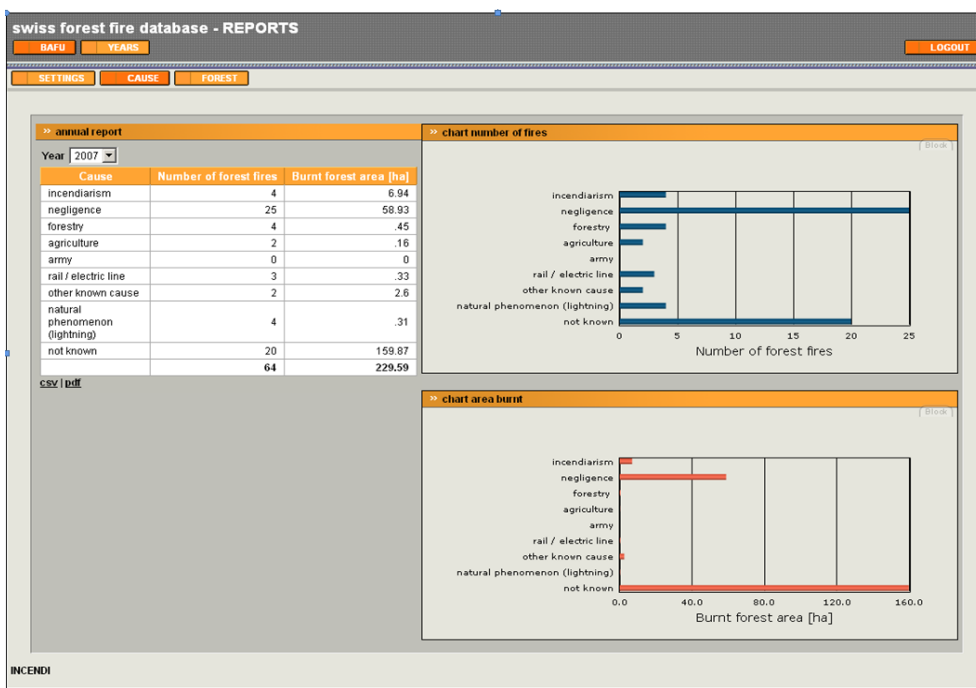 swiss forest fire database - REPORTS
BAFU YEARS LOGOUT
SETTINGS CAUSE FOREST
» annual report
Year 2007
Cause Number of forest fires Burnt forest area [ha]
incendiarism 4 6.94
negligence 25 58.93
forestry 4 .45
agriculture 2 .16
army 0 0
rail / electric line 3 .33
other known cause 2 2.6
natural
phenomenon
(lightning) 4 .31
not known 20 159.87
64 229.59
csv | pdf
» chart number of fires
Block
incendiarism
negligence
forestry
agriculture
army
rail / electric line
other known cause
natural phenomenon (lightning)
not known
0 5 10 15 20 25
Number of forest fires
» chart area burnt
Block
incendiarism
negligence
forestry
agriculture
army
rail / electric line
other known cause
natural phenomenon (lightning)
not known
0.0 40.0 80.0 120.0 160.0
Burnt forest area [ha]
INCENDI